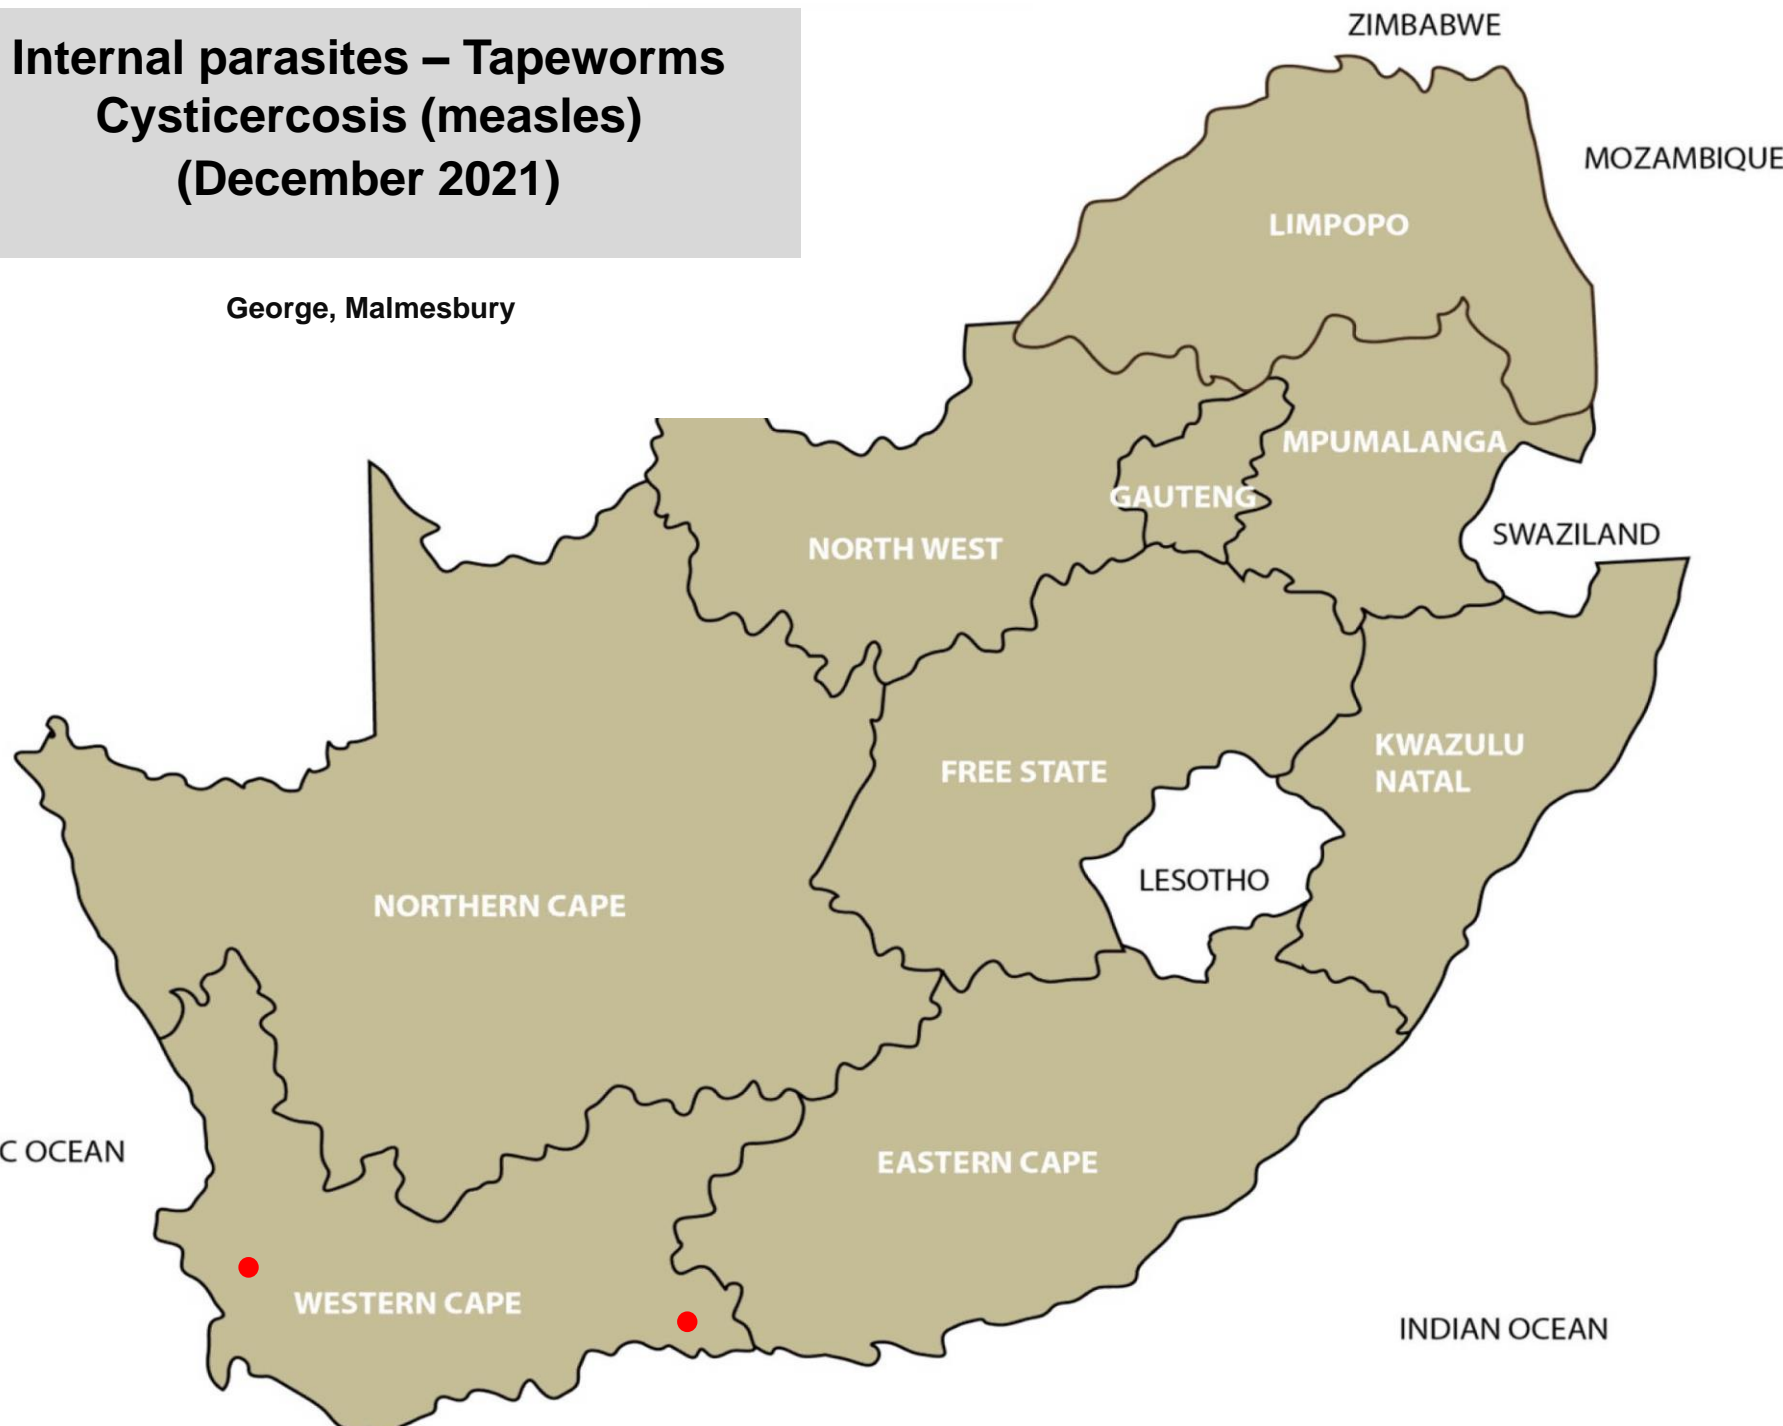 Internal parasites – Tapeworms
Cysticercosis (measles)
(December 2021)
George, Malmesbury
ZIMBABWE
MOZAMBIQUE
LIMPOPO
MPUMALANGA
GAUTENG
SWAZILAND
NORTH WEST
KWAZULU
NATAL
FREE STATE
LESOTHO
NORTHERN CAPE
C OCEAN
EASTERN CAPE
WESTERN CAPE
INDIAN OCEAN